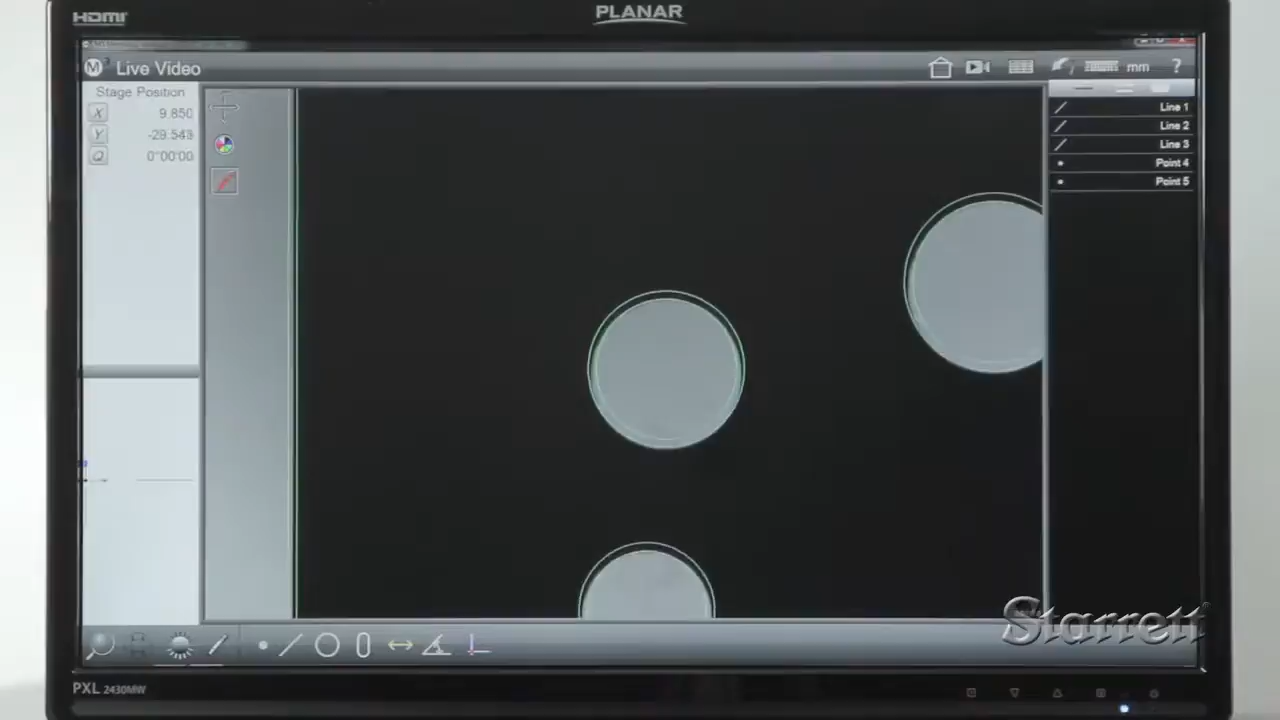 HDMI
PLANAR
M3 Live Video
mm ?
Stage Position
X 9.850
Y -29.543
Q 0°00'00
Line 1
Line 2
Line 3
Point 4
Point 5
Starrett®
PXL 2430MW